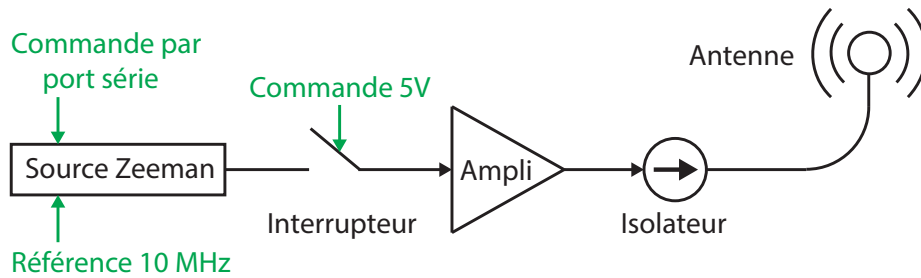 Commande par
port série
Source Zeeman
Référence 10 MHz
Commande 5V
Interrupteur
Ampli
Isolateur
Antenne